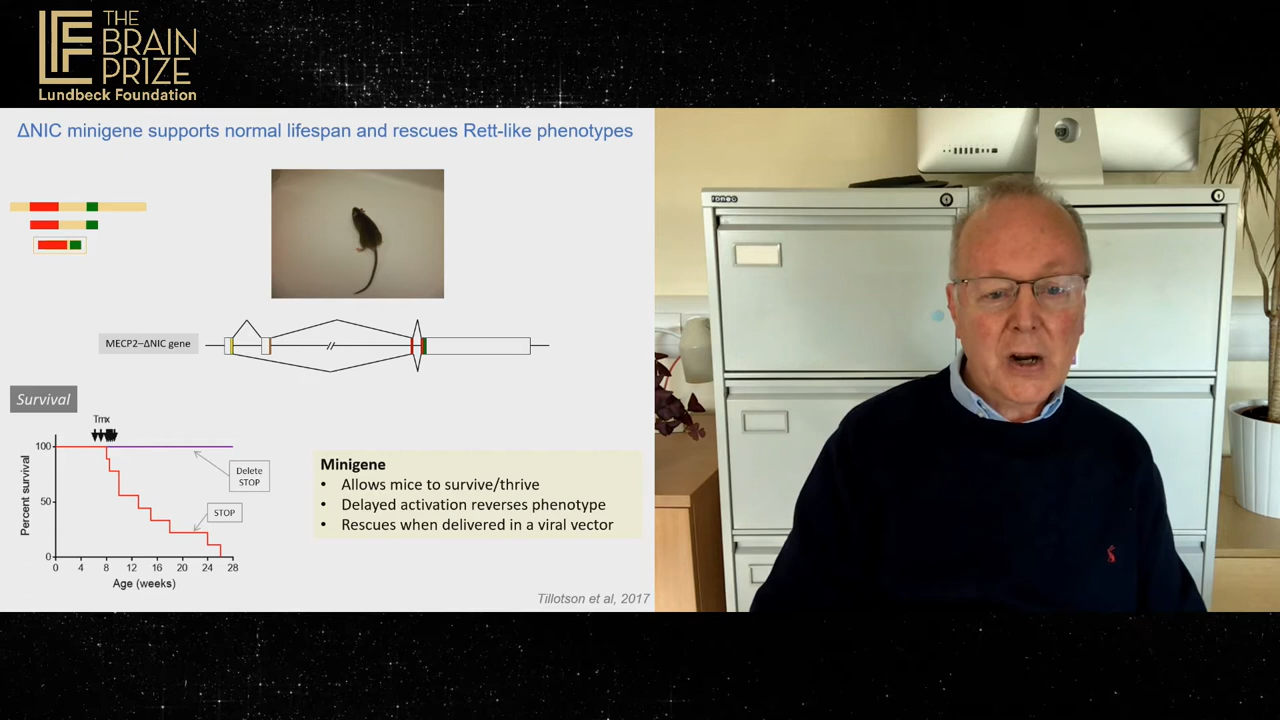 THE
BRAIN
PRIZE
Lundbeck Foundation
ΔNIC minigene supports normal lifespan and rescues Rett-like phenotypes
MECP2–ΔNIC gene
Survival
Tmx
100
50
0
Percent survival
0 4 8 12 16 20 24 28
Age (weeks)
Delete
STOP
STOP
Minigene
• Allows mice to survive/thrive
• Delayed activation reverses phenotype
• Rescues when delivered in a viral vector
Tillotson et al, 2017